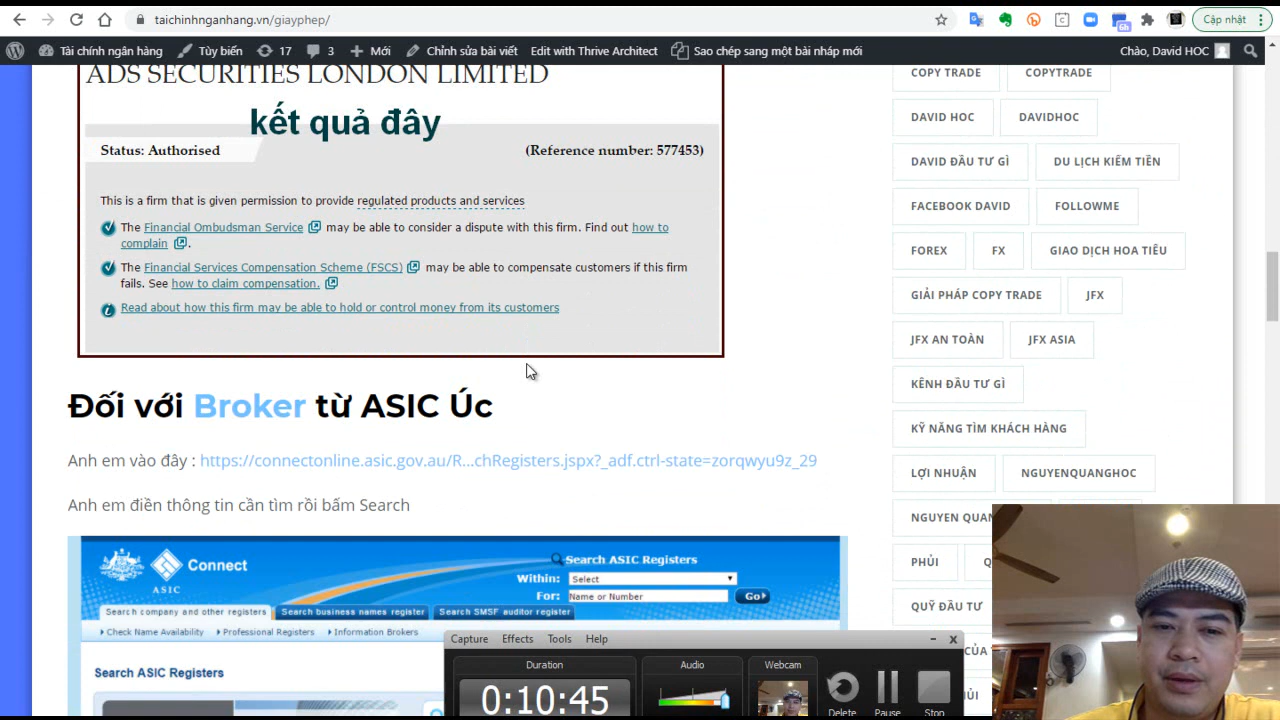 taichinhnganhang.vn/giayphep/
6h
Cập nhật
Tài chính ngân hàng
Tùy biến
17
3
Mới
Chỉnh sửa bài viết
Edit with Thrive Architect
Sao chép sang một bài nháp mới
Chào, David HOC
ADS SECURITIES LONDON LIMITED
kết quả đây
Status: Authorised
(Reference number: 577453)
This is a firm that is given permission to provide regulated products and services
The Financial Ombudsman Service may be able to consider a dispute with this firm. Find out how to
complain .
The Financial Services Compensation Scheme (FSCS) may be able to compensate customers if this firm
fails. See how to claim compensation.
Read about how this firm may be able to hold or control money from its customers
Đối với Broker từ ASIC Úc
Anh em vào đây : https://connectonline.asic.gov.au/R...chRegisters.jspx?_adf.ctrl-state=zorqwyu9z_29
Anh em điền thông tin cần tìm rồi bấm Search
ASIC
Connect
Search ASIC Registers
Within: Select
For: Name or Number
Go
Search company and other registers
Search business names register
Search SMSF auditor register
Check Name Availability
Professional Registers
Information Brokers
Search ASIC Registers
COPY TRADE
COPYTRADE
DAVID HOC
DAVIDHOC
DAVID ĐẦU TƯ GÌ
DU LỊCH KIẾM TIỀN
FACEBOOK DAVID
FOLLOWME
FOREX
FX
GIAO DỊCH HOA TIÊU
GIẢI PHÁP COPY TRADE
JFX
JFX AN TOÀN
JFX ASIA
KÊNH ĐẦU TƯ GÌ
KỸ NĂNG TÌM KHÁCH HÀNG
LỢI NHUẬN
NGUYENQUANGHOC
NGUYEN QUAN
PHỦI
QUỸ ĐẦU TƯ
Capture
Effects
Tools
Help
Duration
0:10:45
Audio
Webcam
Delete
Pause
Stop